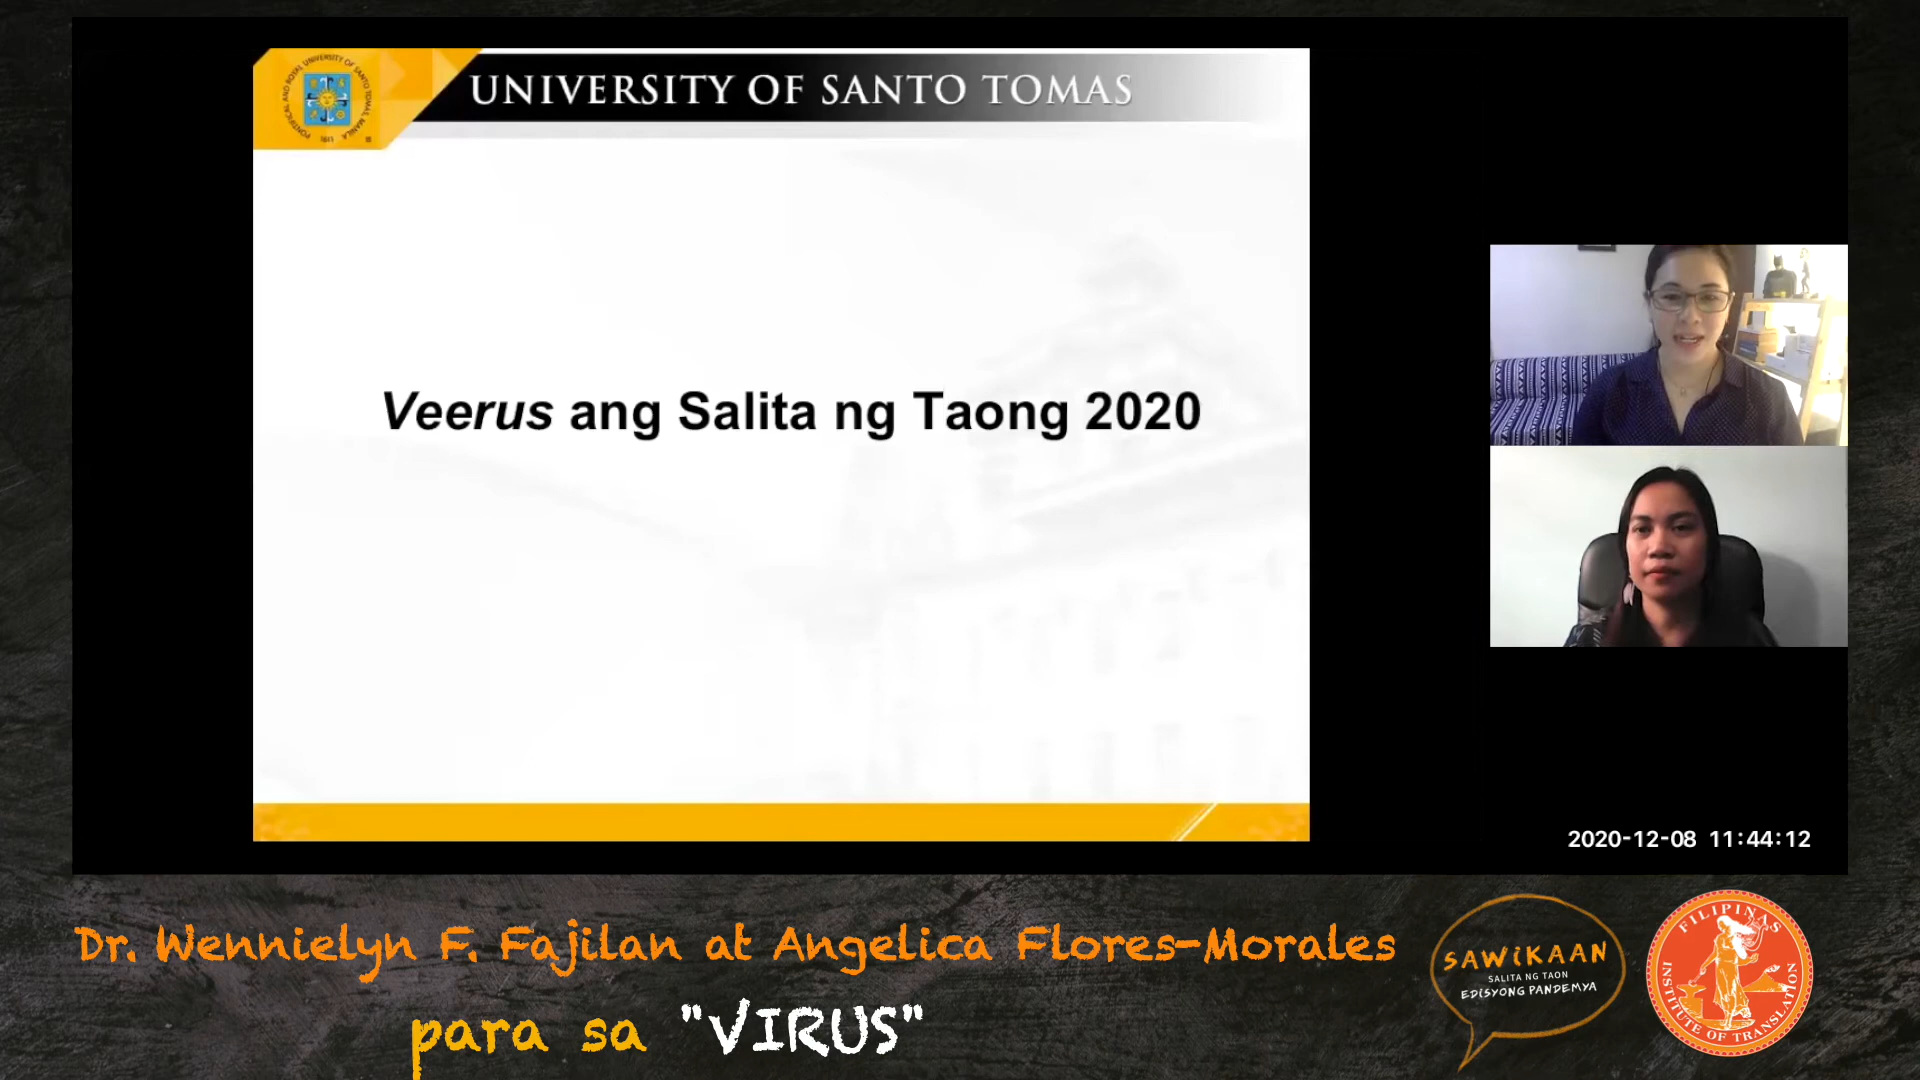 UNIVERSITY OF SANTO TOMAS
Veerus ang Salita ng Taong 2020
2020-12-08 11:44:12
Dr. Wennielyn F. Fajilan at Angelica Flores-Morales
para sa "VIRUS"
SAWiKAAN
SALITA NG TAON
EDISYONG PANDEMYA
FILIPINAS
INSTITUTE OF TRANSLATION